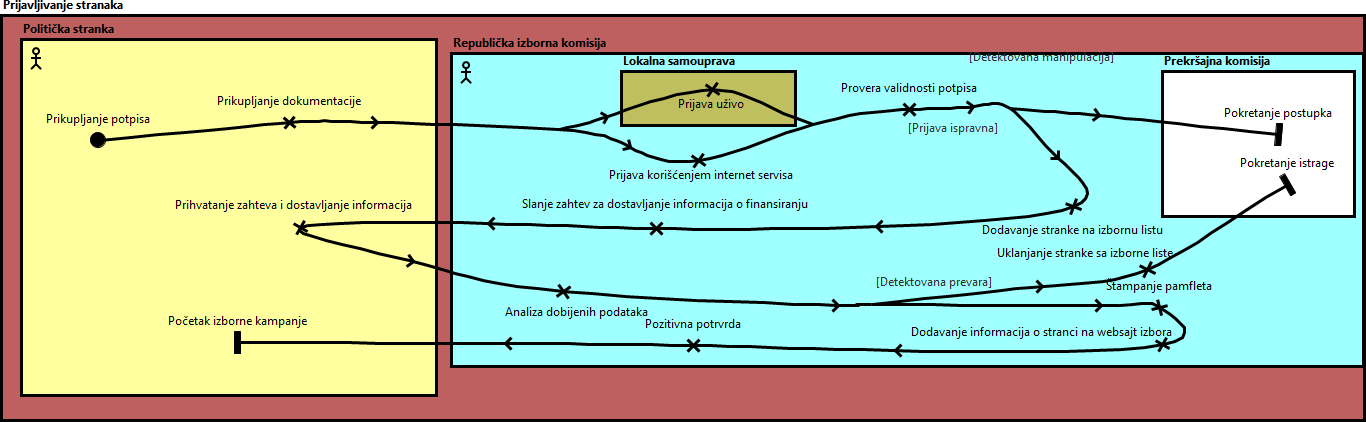 Prijavljivanje stranaka
Politička stranka
Republička izborna komisija
Lokalna samouprava
[Detektovana manipulacija]
Prekršajna komisija
Prikupljanje potpisa
Prikupljanje dokumentacije
Prijava uživo
Provera validnosti potpisa
[Prijava ispravna]
Pokretanje postupka
Prijava korišćenjem internet servisa
Pokretanje istrage
Prihvatanje zahteva i dostavljanje informacija
Slanje zahtev za dostavljanje informacija o finansiranju
Dodavanje stranke na izbornu listu
Uklanjanje stranke sa izborne liste
[Detektovana prevara]
Štampanje pamfleta
Analiza dobijenih podataka
Početak izborne kampanje
Pozitivna potrvrda
Dodavanje informacija o stranci na websajt izbora